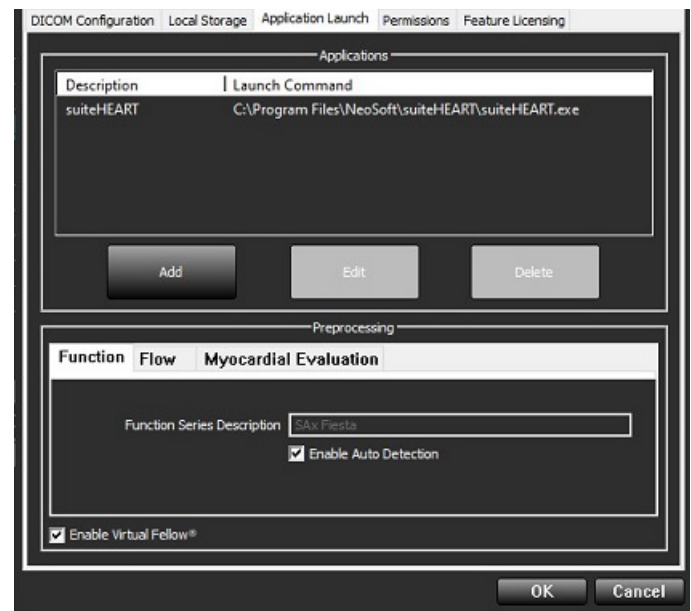 DICOM Configuration Local Storage Application Launch Permissions Feature Licensing
Applications
Description Launch Command
suiteHEART C:\Program Files\NeoSoft\suiteHEART\suiteHEART.exe
Add Edit Delete
Preprocessing
Function Flow Myocardial Evaluation
Function Series Description SAx Fiesta
Enable Auto Detection
Enable Virtual Fellow®
OK Cancel